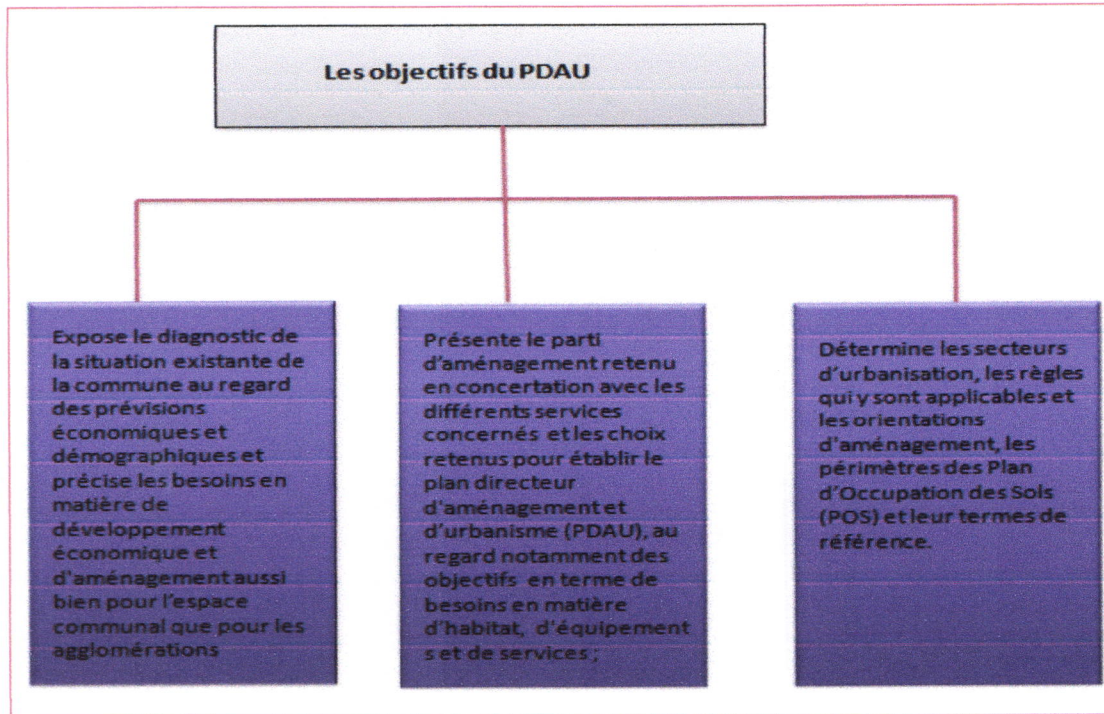 Les objectifs du PDAU
Expose le diagnostic de
la situation existante de
la commune au regard
des prévisions
économiques et
démographiques et
précise les besoins en
matière de
développement
économique et
d'aménagement aussi
bien pour l'espace
communal que pour les
agglomérations
Présente le parti
d'aménagement retenu
en concertation avec les
différents services
concernés et les choix
retenus pour établir le
plan directeur
d'aménagement et
d'urbanisme (PDAU), au
regard notamment des
objectifs en terme de
besoins en matière
d'habitat, d'équipement
s et de services ;
Détermine les secteurs
d'urbanisation, les règles
qui y sont applicables et
les orientations
d'aménagement, les
périmètres des Plan
d'Occupation des Sols
(POS) et leur termes de
référence.